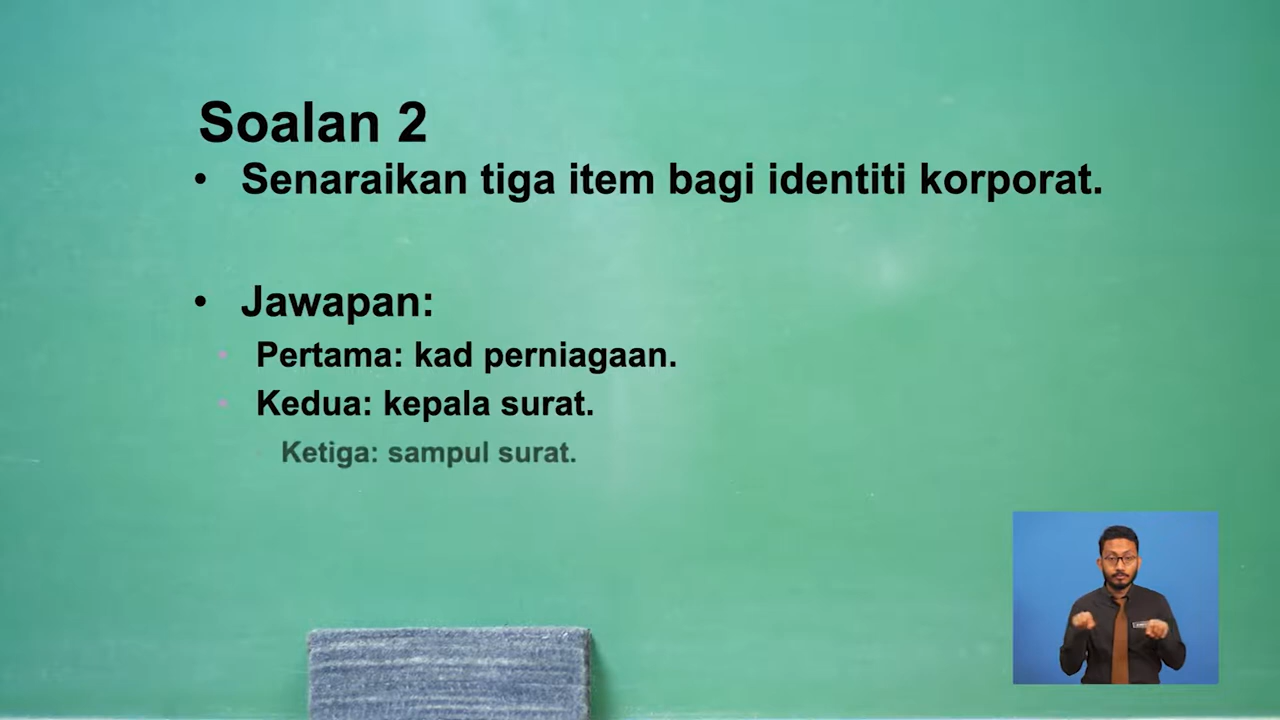 Soalan 2
• Senaraikan tiga item bagi identiti korporat.
• Jawapan:
• Pertama: kad perniagaan.
• Kedua: kepala surat.
• Ketiga: sampul surat.